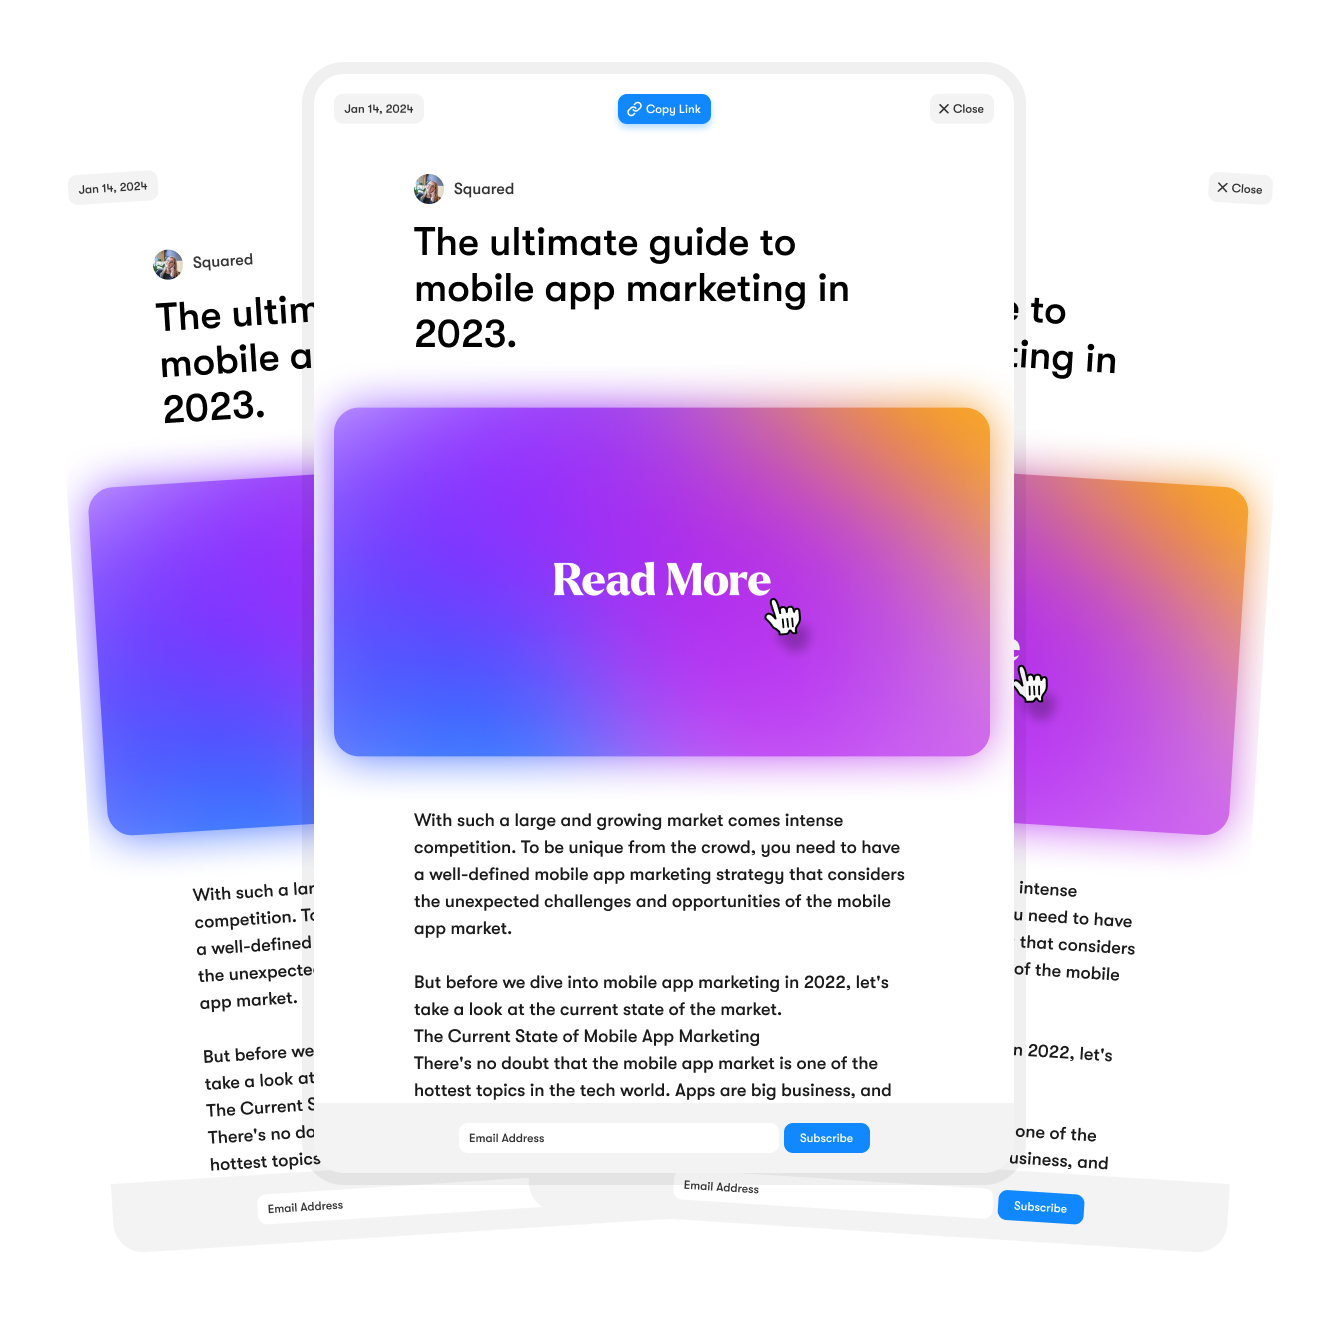 Jan 14, 2024
Copy Link
Close
Squared
The ultimate guide to
mobile app marketing in
2023.
Read More
With such a large and growing market comes intense
competition. To be unique from the crowd, you need to have
a well-defined mobile app marketing strategy that considers
the unexpected challenges and opportunities of the mobile
app market.
But before we dive into mobile app marketing in 2022, let's
take a look at the current state of the market.
The Current State of Mobile App Marketing
There's no doubt that the mobile app market is one of the
hottest topics in the tech world. Apps are big business, and
Email Address
Subscribe
Jan 14, 2024
Squared
The ultim
mobile a
2023.
With such a lar
competition. To
a well-defined
the unexpected
app market.
But before we
take a look at
The Current S
There's no do
hottest topics
Email Address
Close
e to
ting in
e
intense
u need to have
that considers
of the mobile
n 2022, let's
one of the
usiness, and
Email Address
Subscribe